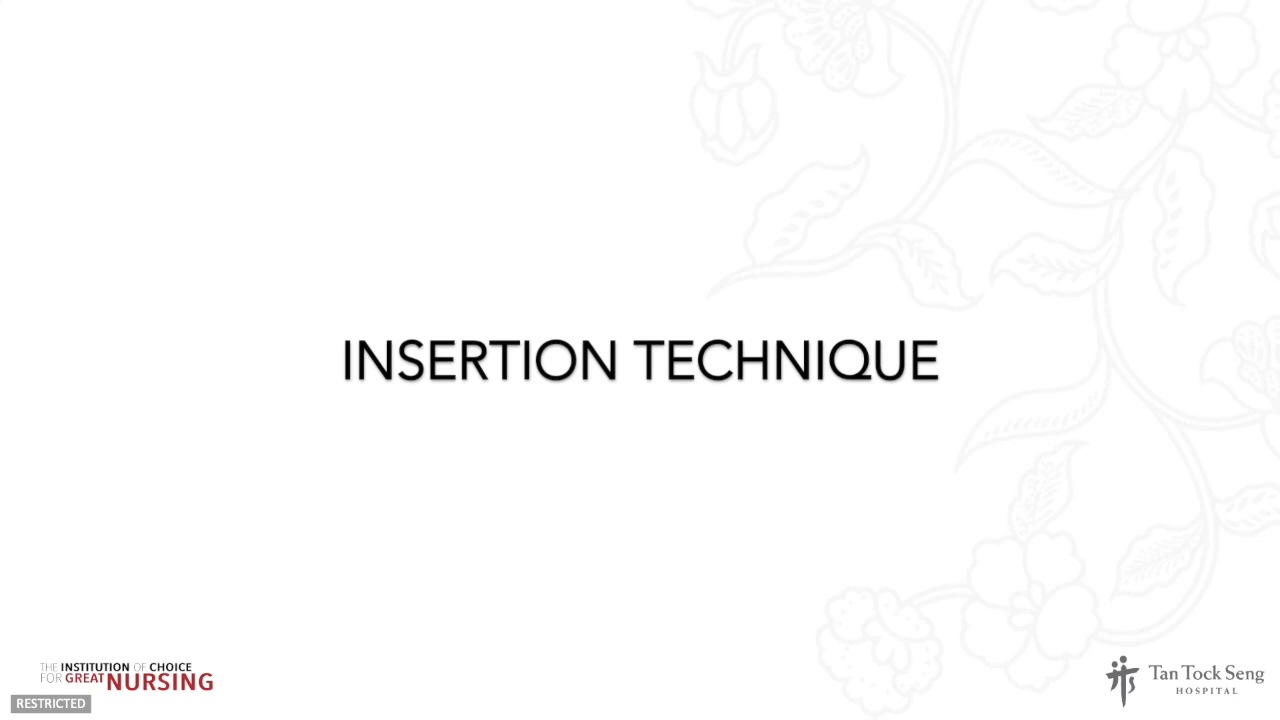 INSERTION TECHNIQUE
THE INSTITUTION OF CHOICE
FOR GREAT NURSING
RESTRICTED
Tan Tock Seng
HOSPITAL